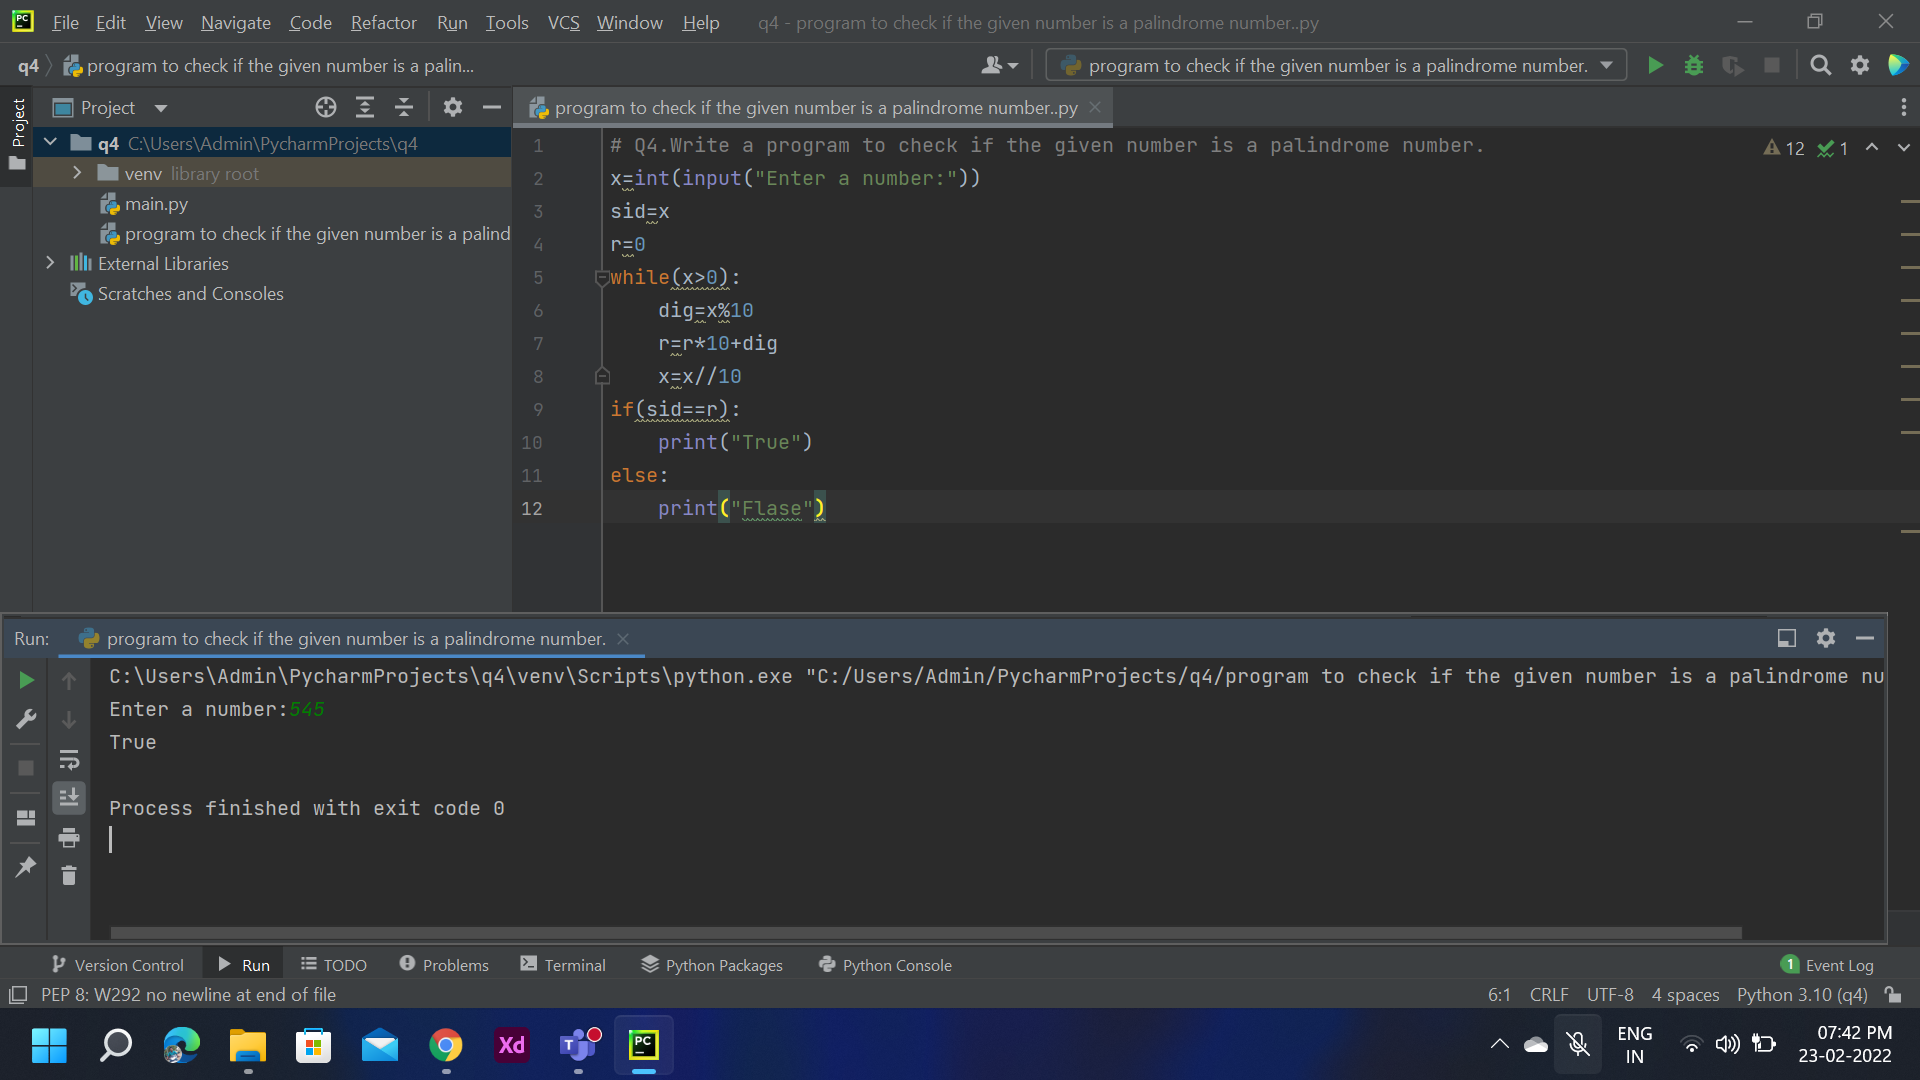 PC File Edit View Navigate Code Refactor Run Tools VCS Window Help q4 - program to check if the given number is a palindrome number..py
q4 program to check if the given number is a palin... program to check if the given number is a palindrome number.
Project Project program to check if the given number is a palindrome number..py
q4 C:\Users\Admin\PycharmProjects\q4
venv library root
main.py
program to check if the given number is a palind
External Libraries
Scratches and Consoles
12 1
1 # Q4.Write a program to check if the given number is a palindrome number.
2 x=int(input("Enter a number:"))
3 sid=x
4 r=0
5 while(x>0):
6     dig=x%10
7     r=r*10+dig
8     x=x//10
9 if(sid==r):
10     print("True")
11 else:
12     print("Flase")
Run: program to check if the given number is a palindrome number.
C:\Users\Admin\PycharmProjects\q4\venv\Scripts\python.exe "C:/Users/Admin/PycharmProjects/q4/program to check if the given number is a palindrome nu
Enter a number:545
True
Process finished with exit code 0
Version Control Run TODO Problems Terminal Python Packages Python Console 1 Event Log
PEP 8: W292 no newline at end of file 6:1 CRLF UTF-8 4 spaces Python 3.10 (q4)
Xd T PC ENG 07:42 PM
IN 23-02-2022